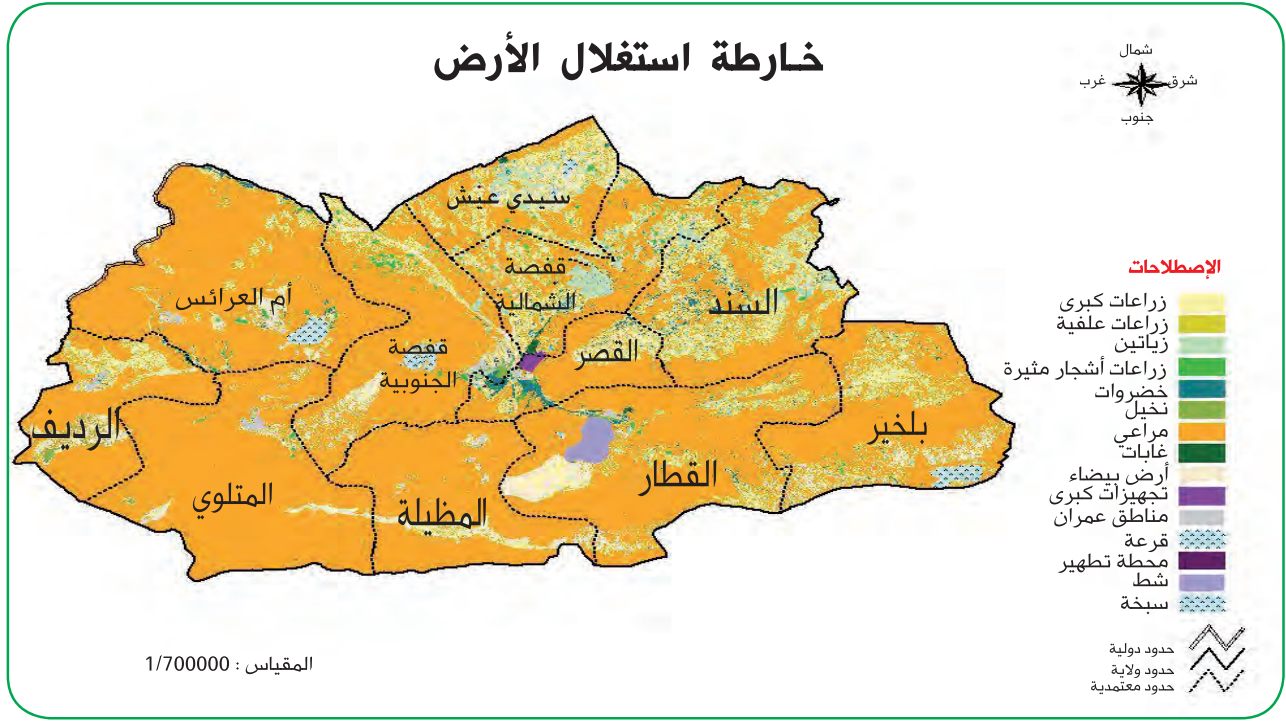 خارطة استغلال الأرض
شمال
شرق
غرب
جنوب
سيدي عيش
قفصة
الشمالية
أم العرائس
السند
قفصة
الجنوبية
القصر
الرديف
بلخير
المتلوي
المظيلة
القطار
الإصطلاحات
زراعات كبرى
زراعات علفية
زياتين
زراعات أشجار مثيرة
خضروات
نخيل
مراعي
غابات
أرض بيضاء
تجهيزات كبرى
مناطق عمران
قرعة
محطة تطهير
شط
سبخة
حدود دولية
حدود ولاية
حدود معتمدية
المقياس : 1/700000